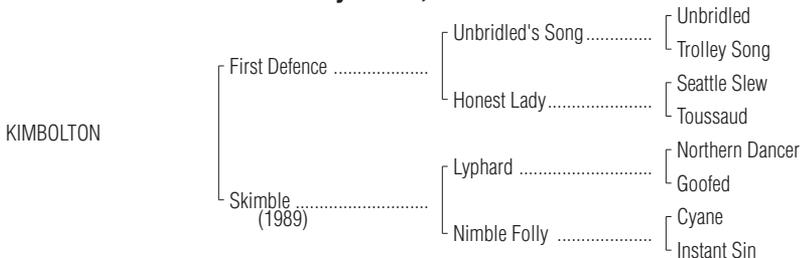 Unbridled
Unbridled's Song..............
Trolley Song
First Defence .....................
Seattle Slew
Honest Lady......................
Toussaud
KIMBOLTON
Northern Dancer
Lyphard .............................
Goofed
Skimble .............................
(1989)
Cyane
Nimble Folly .....................
Instant Sin